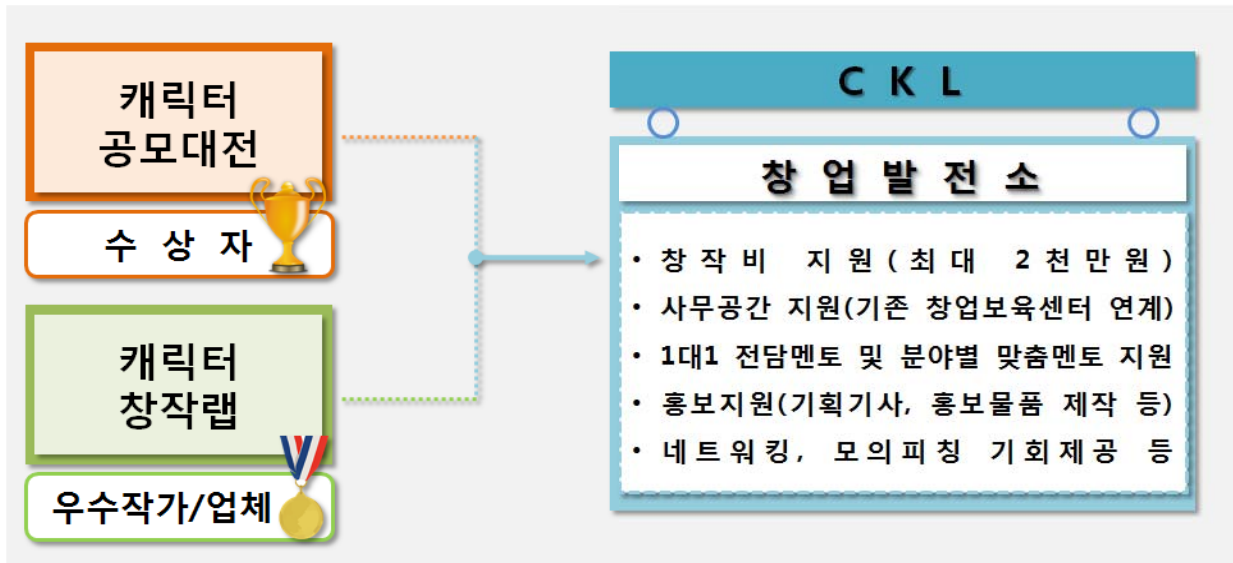 캐릭터
공모대전
수 상 자
캐릭터
창작랩
우수작가/업체
C K L
창 업 발 전 소
• 창 작 비 지 원 ( 최 대 2 천 만 원 )
• 사무공간 지원(기존 창업보육센터 연계)
• 1대1 전담멘토 및 분야별 맞춤멘토 지원
• 홍보지원(기획기사, 홍보물품 제작 등)
• 네 트 워 킹 , 모 의 피 칭 기 회 제 공 등